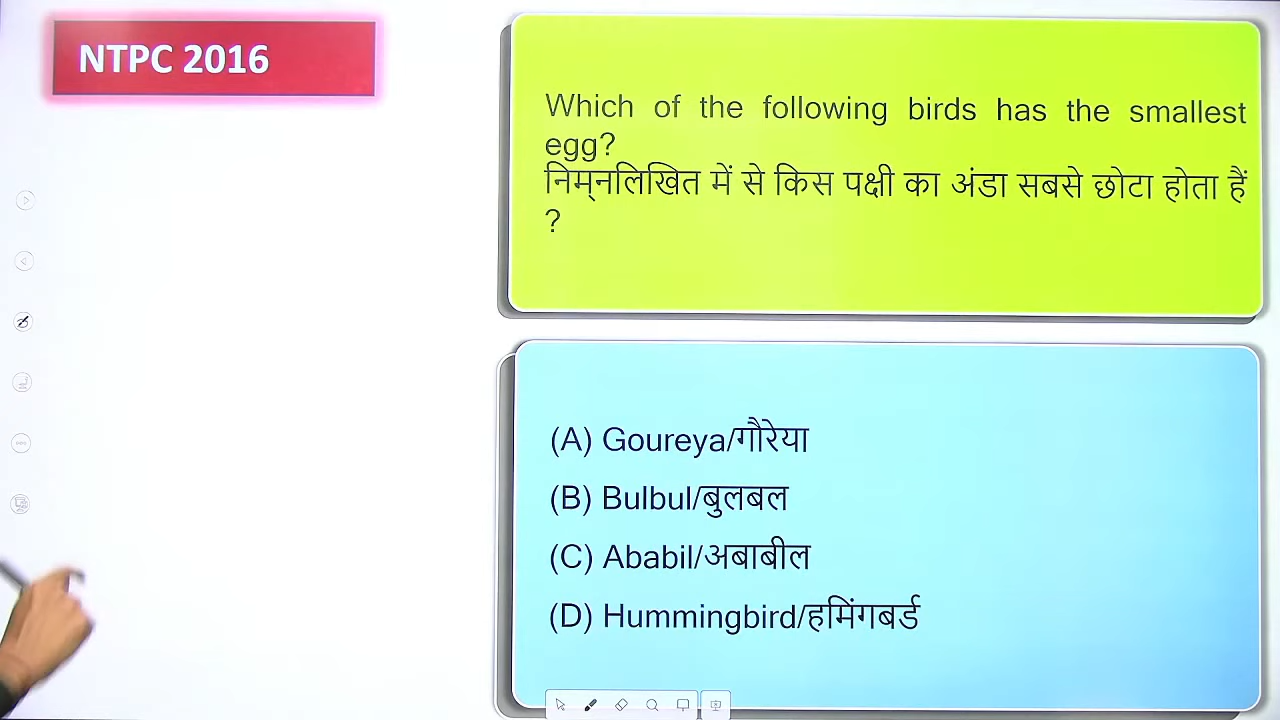 NTPC 2016
Which of the following birds has the smallest
egg?
निम्नलिखित में से किस पक्षी का अंडा सबसे छोटा होता हैं
?
(A) Goureya/गौरेया
(B) Bulbul/बुलबल
(C) Ababil/अबाबील
(D) Hummingbird/हमिंगबर्ड